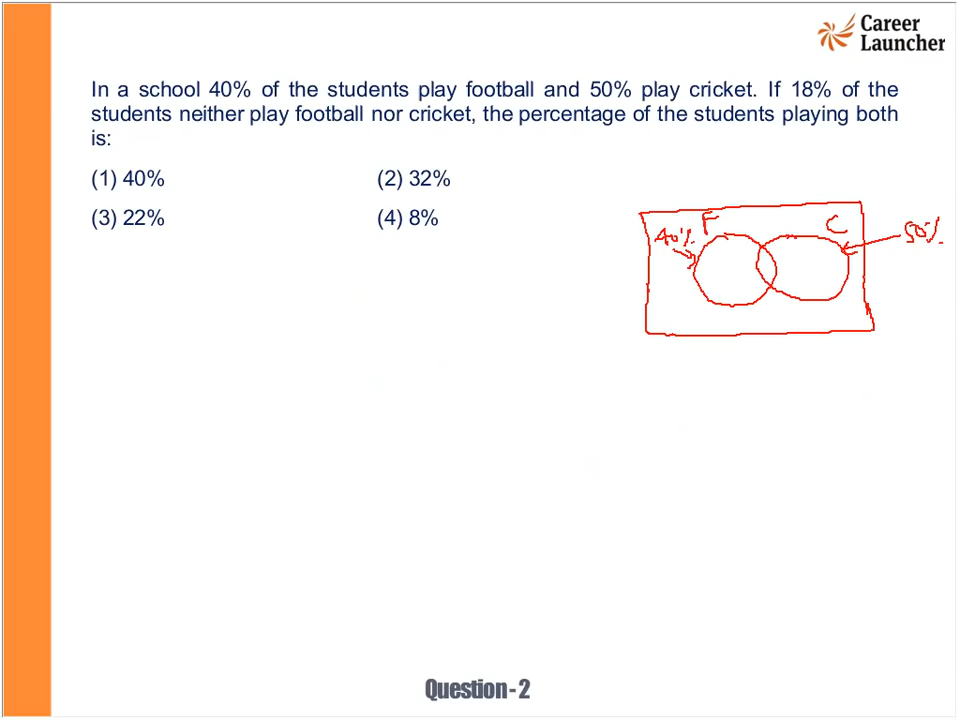 Career
Launcher
In a school 40% of the students play football and 50% play cricket. If 18% of the
students neither play football nor cricket, the percentage of the students playing both
is:
(1) 40% (2) 32%
(3) 22% (4) 8%
F C
40% 50%
Question - 2